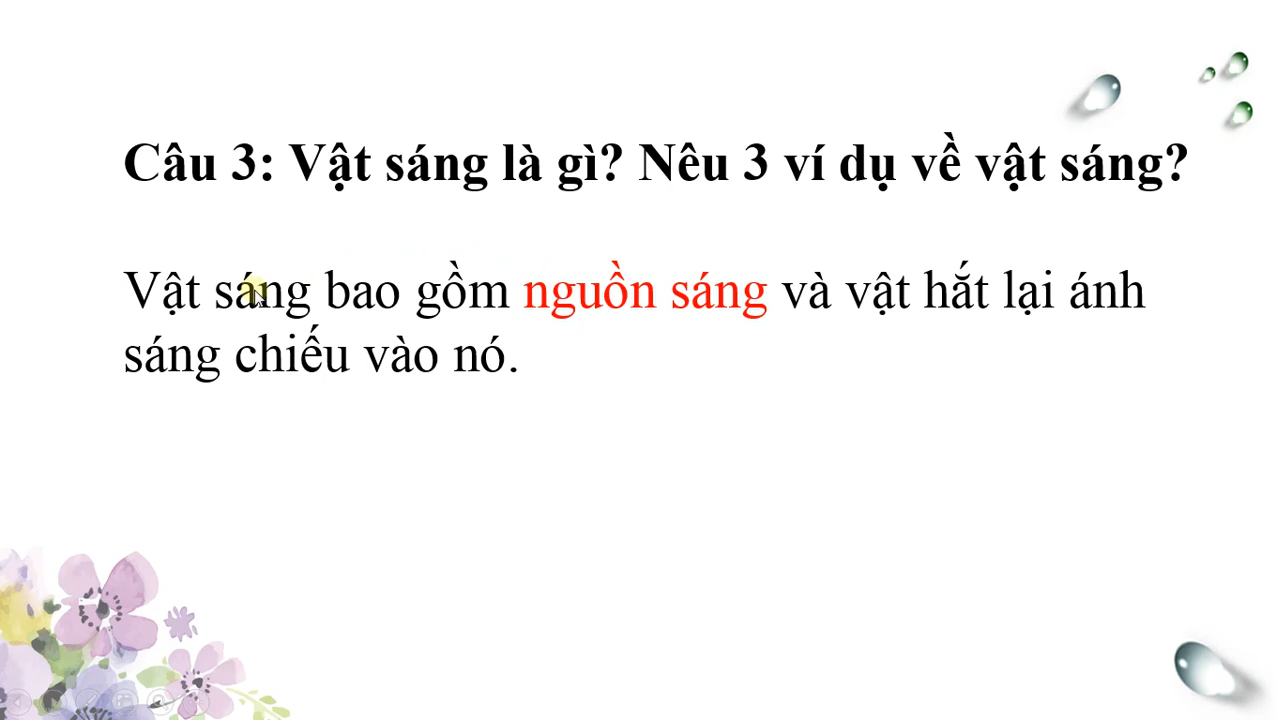 Câu 3: Vật sáng là gì? Nêu 3 ví dụ về vật sáng?
Vật sáng bao gồm nguồn sáng và vật hắt lại ánh
sáng chiếu vào nó.